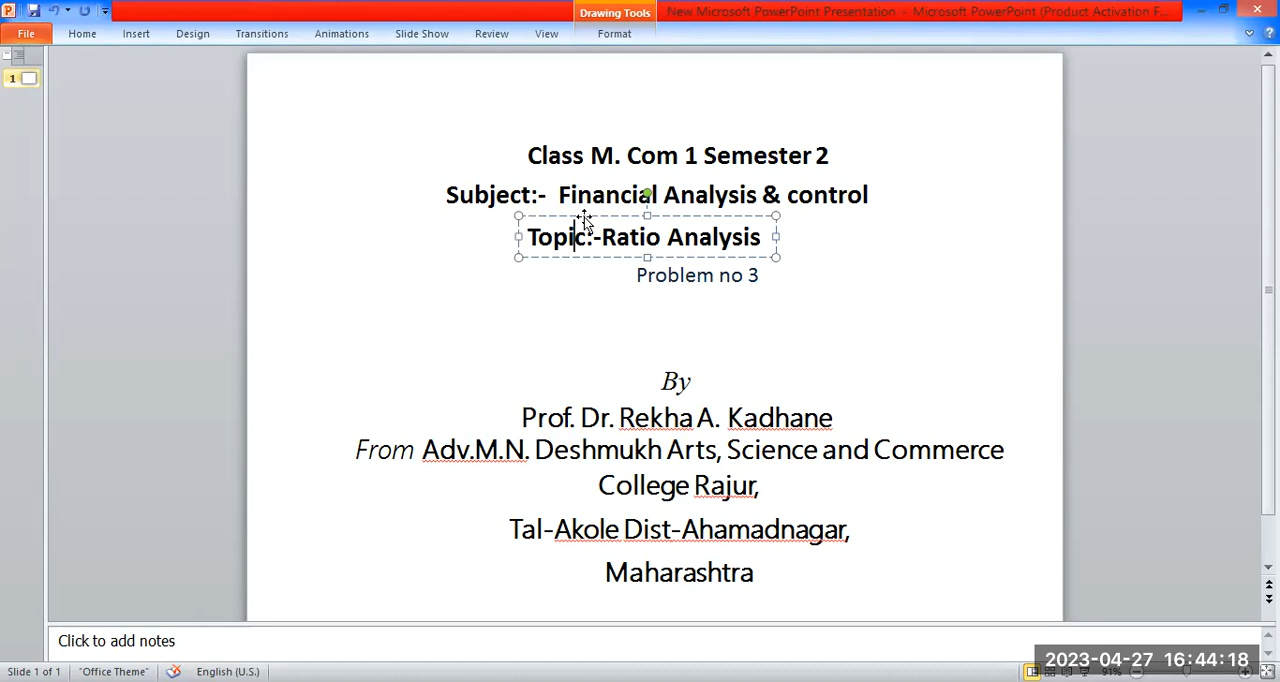 Drawing Tools
New Microsoft PowerPoint Presentation - Microsoft PowerPoint (Product Activation F...
File Home Insert Design Transitions Animations Slide Show Review View Format
1
Class M. Com 1 Semester 2
Subject:- Financial Analysis & control
Topic:-Ratio Analysis
Problem no 3
By
Prof. Dr. Rekha A. Kadhane
From Adv.M.N. Deshmukh Arts, Science and Commerce
College Rajur,
Tal-Akole Dist-Ahamadnagar,
Maharashtra
Click to add notes
Slide 1 of 1 "Office Theme" English (U.S.) 91%
2023-04-27 16:44:18